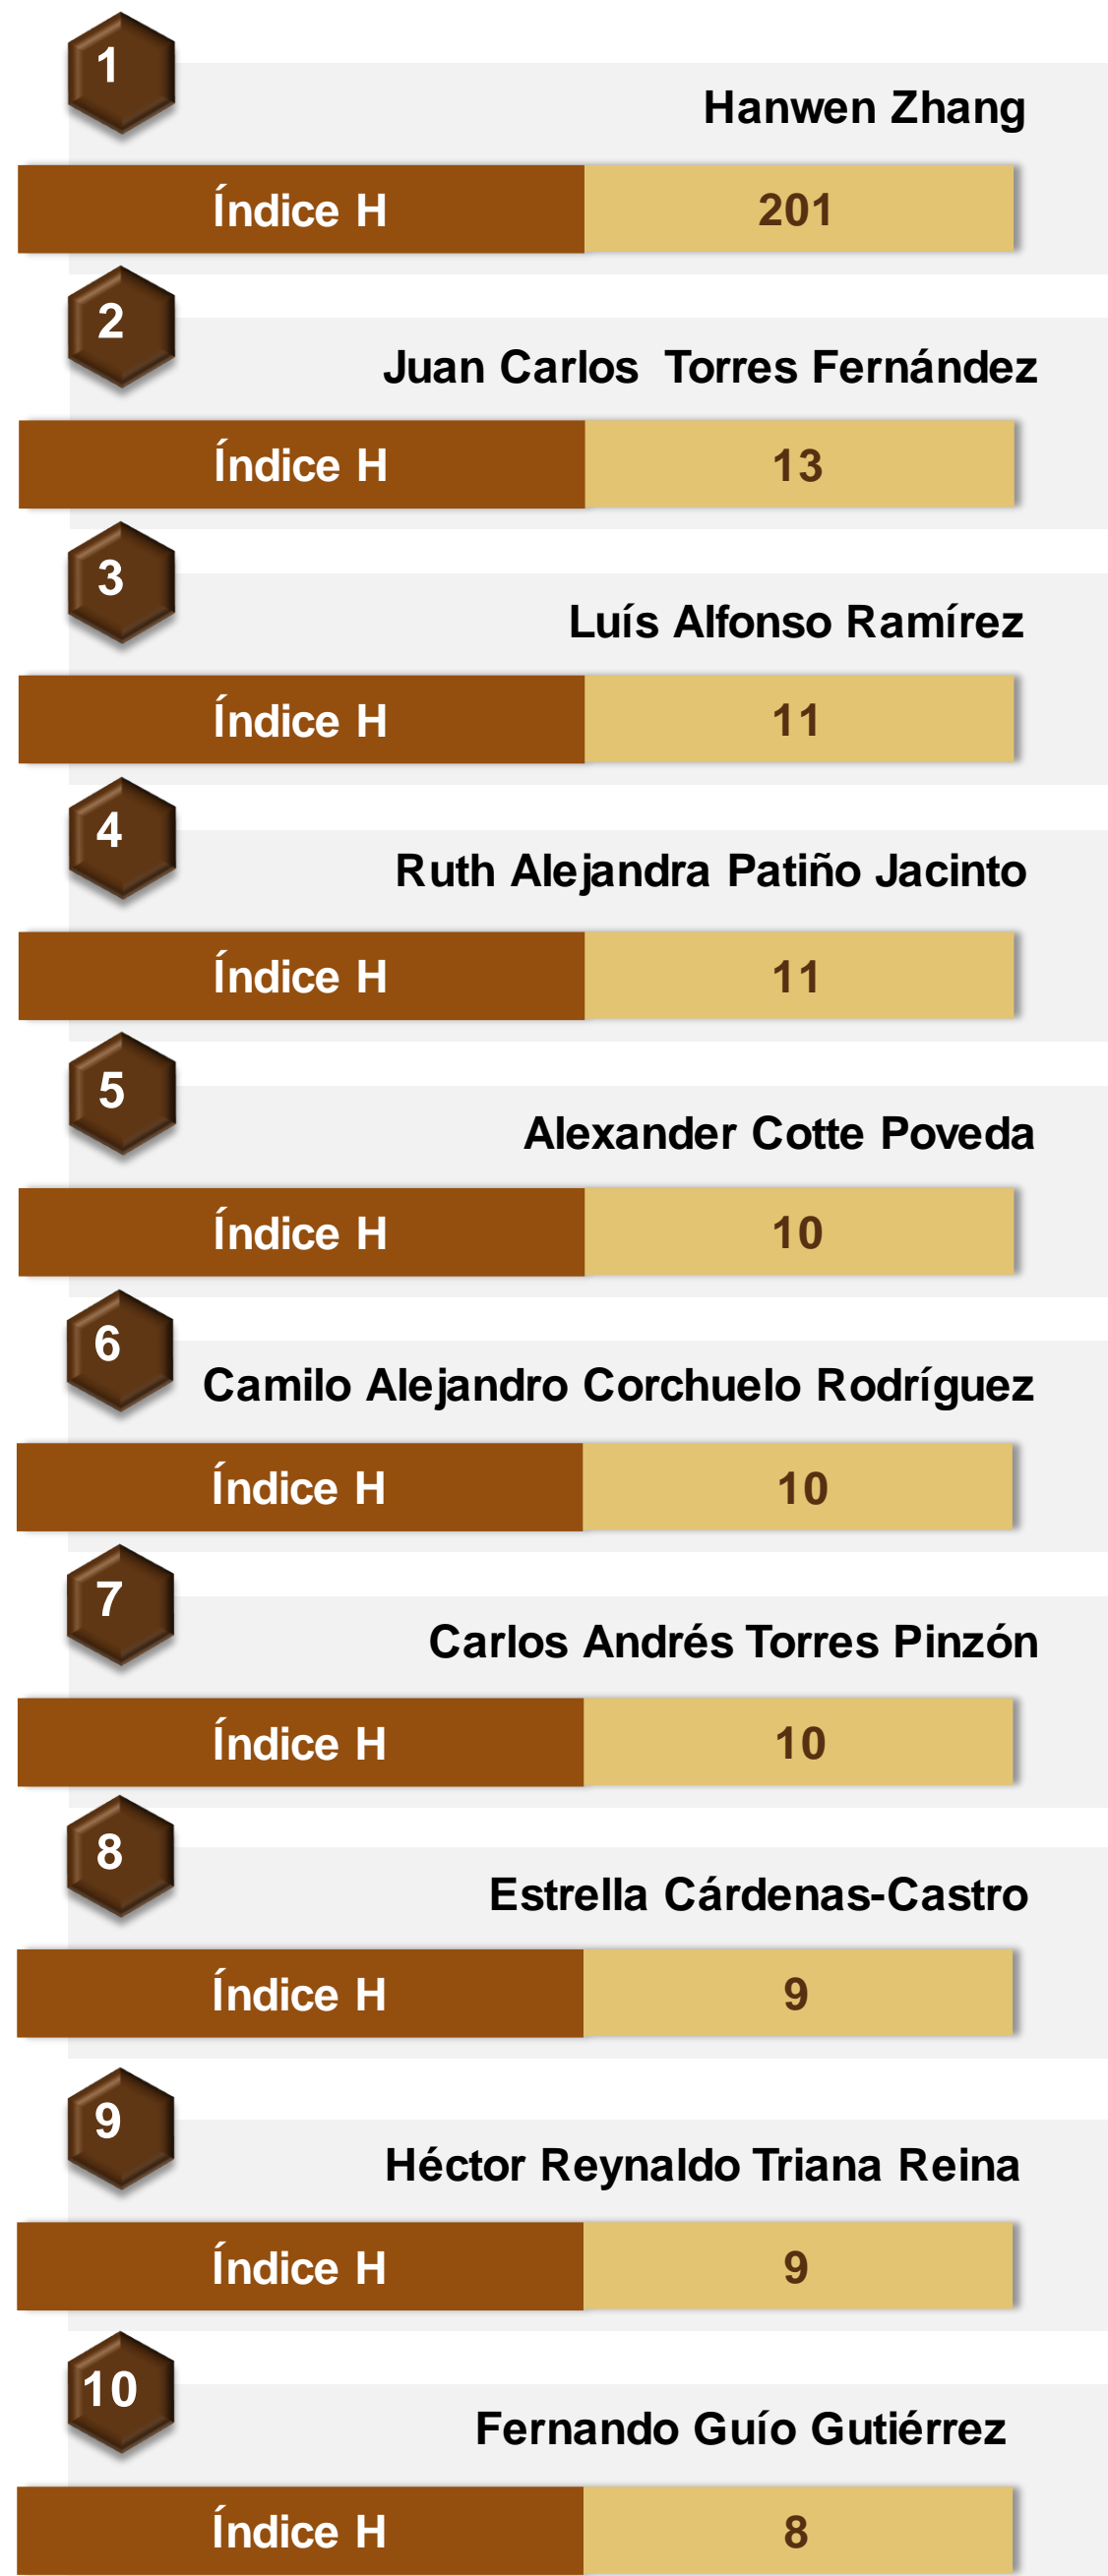 1
Hanwen Zhang
Índice H 201
2
Juan Carlos Torres Fernández
Índice H 13
3
Luís Alfonso Ramírez
Índice H 11
4
Ruth Alejandra Patiño Jacinto
Índice H 11
5
Alexander Cotte Poveda
Índice H 10
6
Camilo Alejandro Corchuelo Rodríguez
Índice H 10
7
Carlos Andrés Torres Pinzón
Índice H 10
8
Estrella Cárdenas-Castro
Índice H 9
9
Héctor Reynaldo Triana Reina
Índice H 9
10
Fernando Guío Gutiérrez
Índice H 8